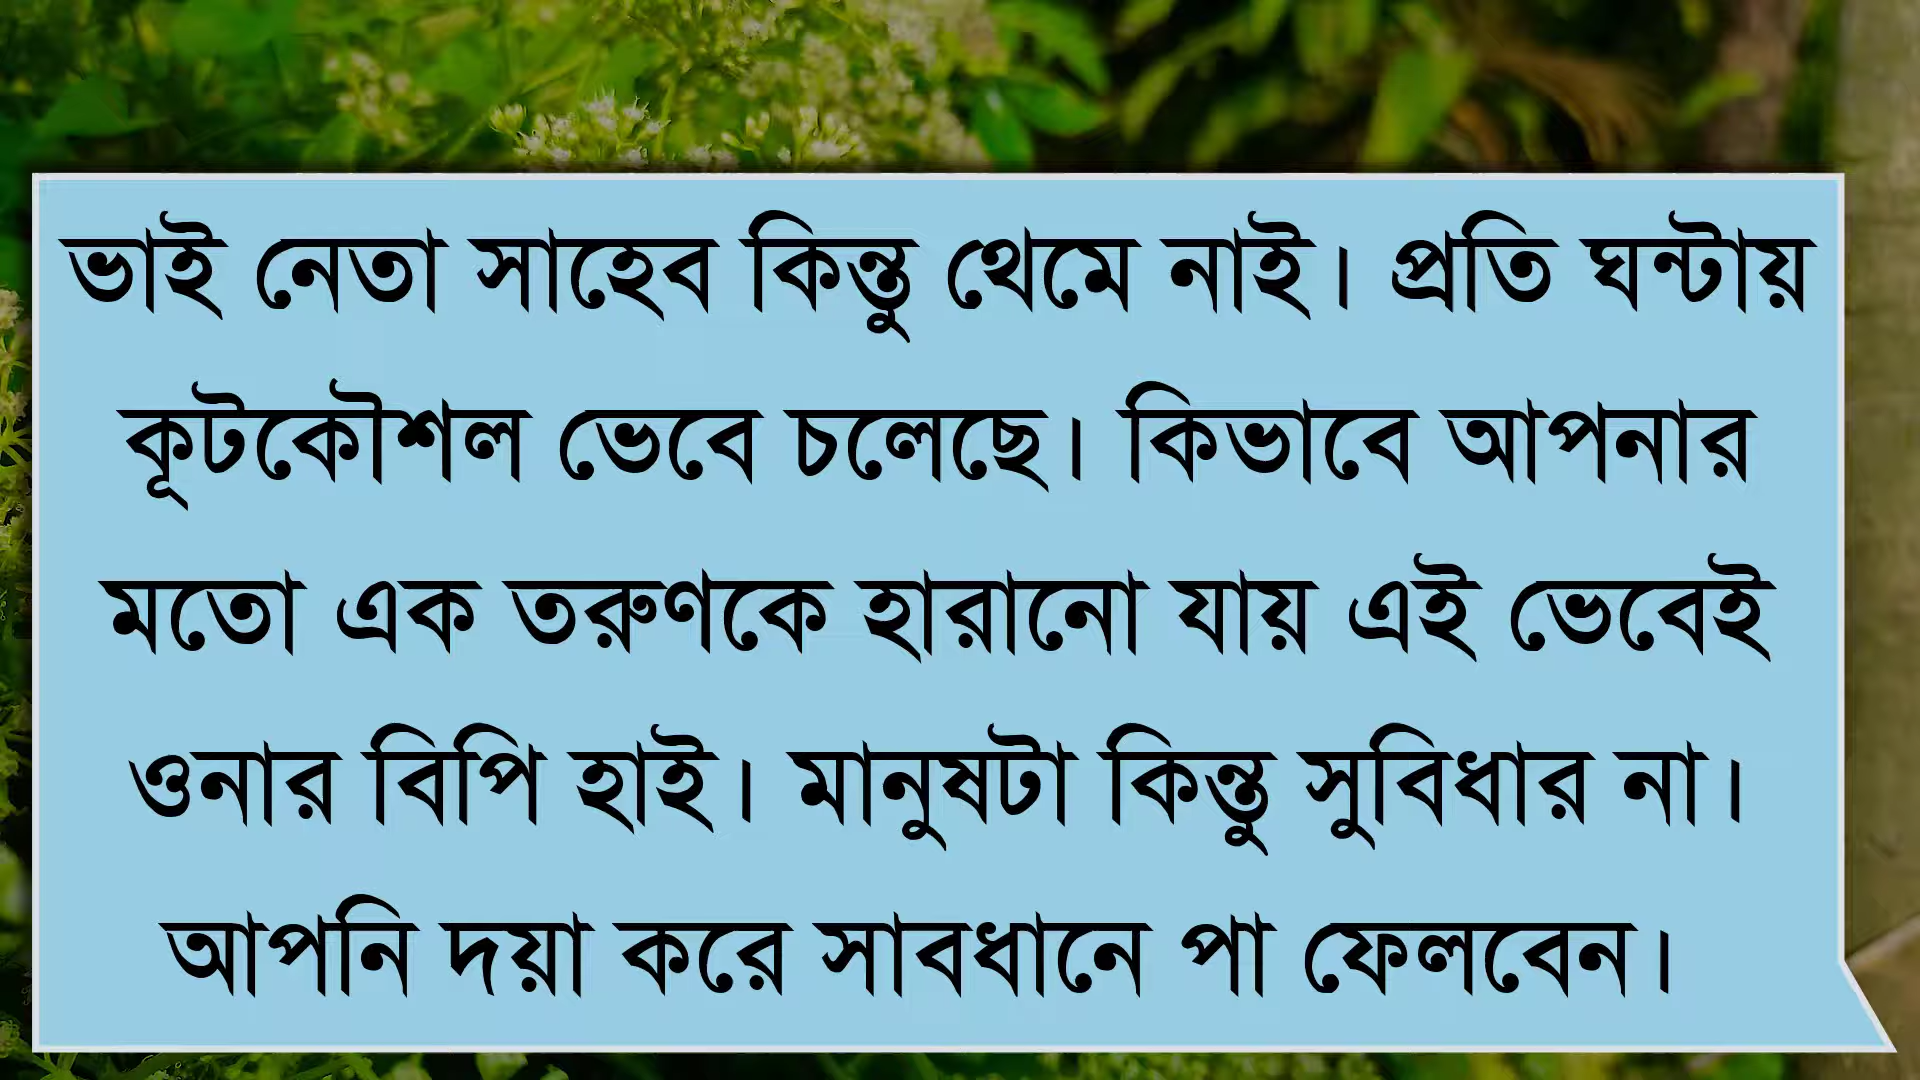 ভাই নেতা সাহেব কিন্তু থেমে নাই। প্রতি ঘন্টায়
কূটকৌশল ভেবে চলেছে। কিভাবে আপনার
মতো এক তরুণকে হারানো যায় এই ভেবেই
ওনার বিপি হাই। মানুষটা কিন্তু সুবিধার না।
আপনি দয়া করে সাবধানে পা ফেলবেন।